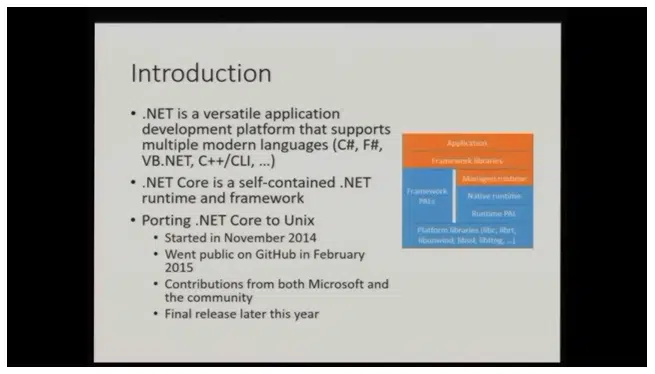 Introduction
• .NET is a versatile application
development platform that supports
multiple modern languages (C#, F#,
VB.NET, C++/CLI, ...)
• .NET Core is a self-contained .NET
runtime and framework
• Porting .NET Core to Unix
• Started in November 2014
• Went public on GitHub in February
2015
• Contributions from both Microsoft and
the community
• Final release later this year
Application
Framework libraries
Managed runtime
Framework
PALs
Native runtime
Runtime PAL
Platform libraries (libc, librt,
libunwind, libssl, ...)